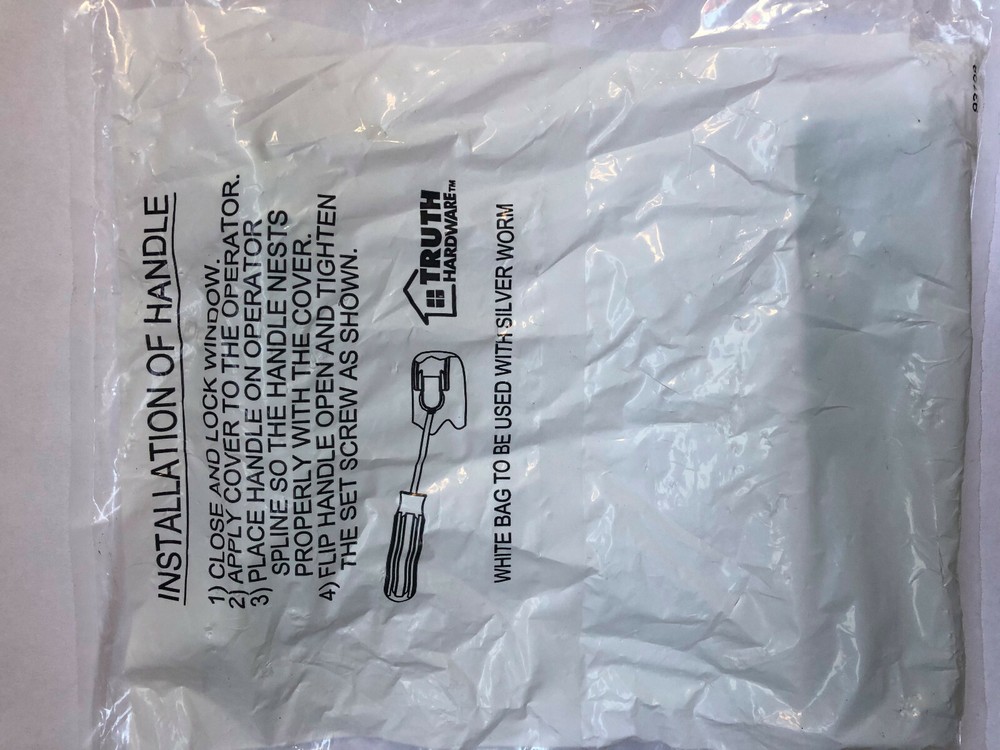 INSTALLATION OF HANDLE
1) CLOSE AND LOCK WINDOW.
2) APPLY COVER TO THE OPERATOR.
3) PLACE HANDLE ON OPERATOR
SPLINE SO THE HANDLE NESTS
PROPERLY WITH THE COVER.
4) FLIP HANDLE OPEN AND TIGHTEN
THE SET SCREW AS SHOWN.
TRUTH
HARDWARE™
WHITE BAG TO BE USED WITH SILVER WORM